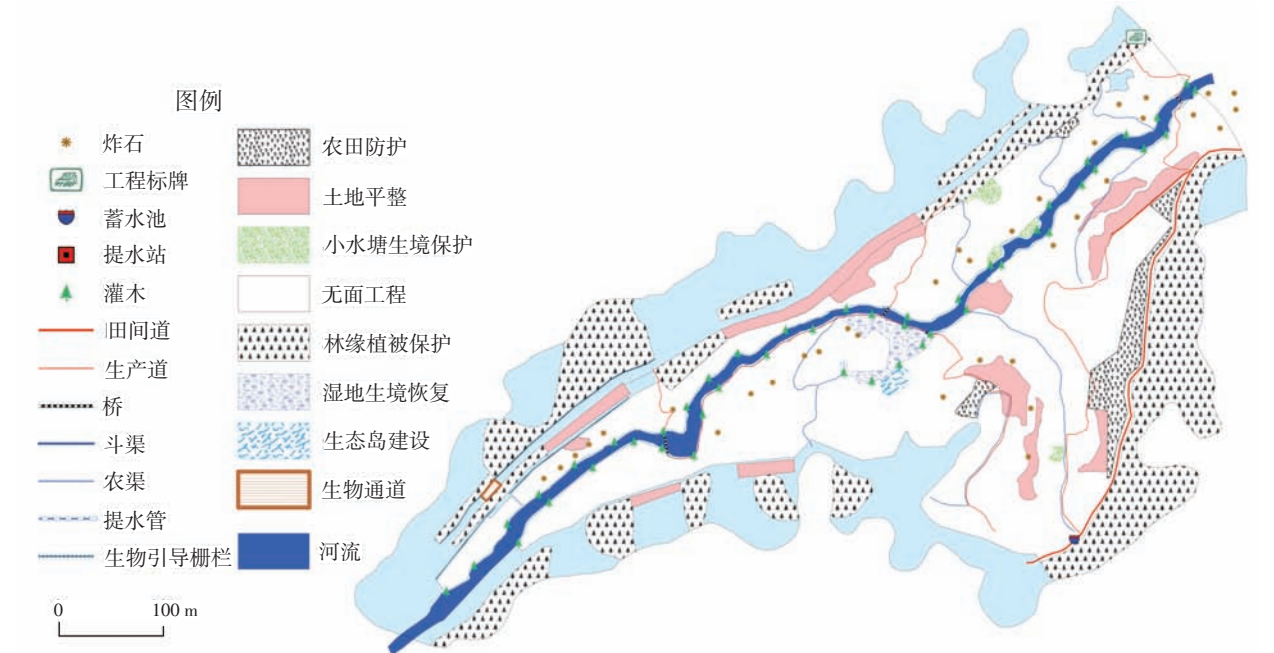 图例
炸石
工程标牌
蓄水池
提水站
灌木
田间道
生产道
桥
斗渠
农渠
提水管
生物引导栅栏
农田防护
土地平整
小水塘生境保护
无面工程
林缘植被保护
湿地生境恢复
生态岛建设
生物通道
河流
0 100 m